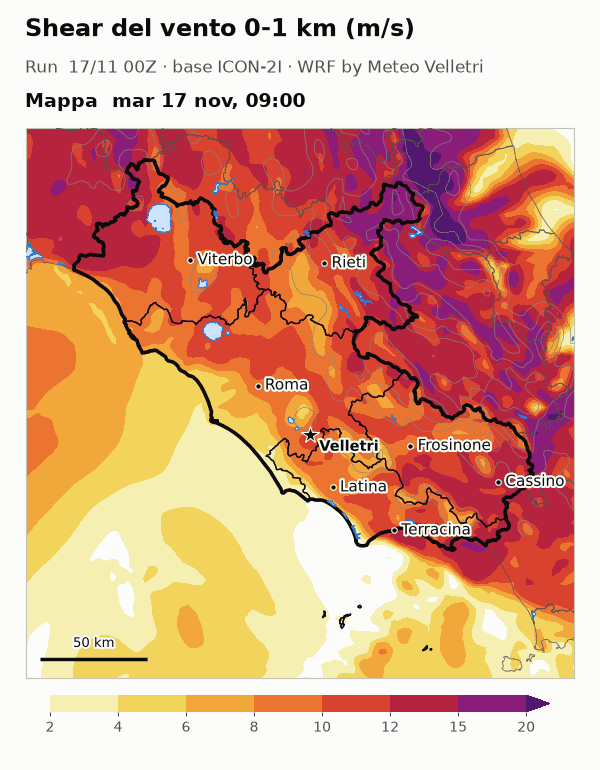 Shear del vento 0-1 km (m/s)
Run  17/11 00Z · base ICON-2I · WRF by Meteo Velletri
Mappa  mar 17 nov, 09:00
Viterbo
Rieti
Roma
Velletri
Frosinone
Latina
Cassino
Terracina
50 km
2 4 6 8 10 12 15 20